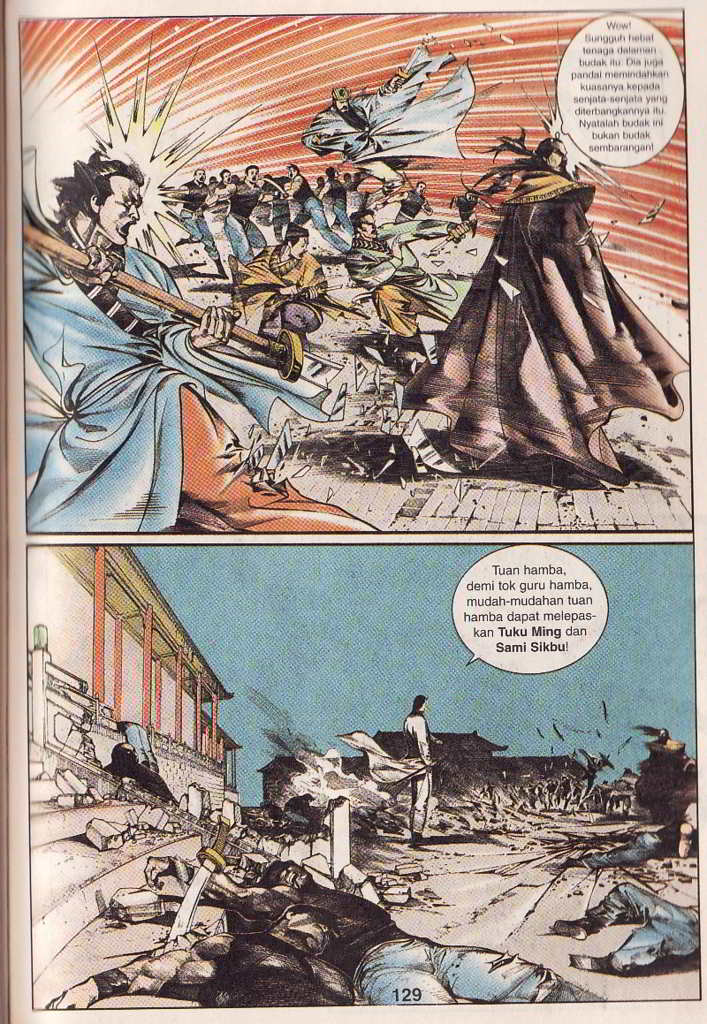 Wow!
Sungguh hebat
tenaga dalaman
budak itu. Dia juga
pandai memindahkan
kuasanya kepada
senjata-senjata yang
diterbangkannya itu.
Nyatalah budak ini
bukan budak
sembarangan!
Tuan hamba,
demi tok guru hamba,
mudah-mudahan tuan
hamba dapat melepas-
kan Tuku Ming dan
Sami Sikbu!
129